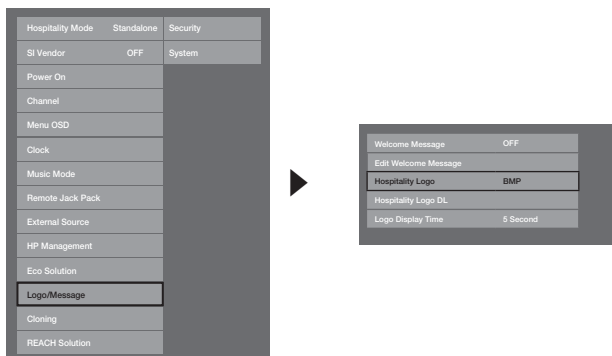 Hospitality Mode Standalone Security
SI Vendor OFF System
Power On
Channel
Menu OSD
Clock
Music Mode
Remote Jack Pack
External Source
HP Management
Eco Solution
Logo/Message
Cloning
REACH Solution
Welcome Message OFF
Edit Welcome Message
Hospitality Logo BMP
Hospitality Logo DL
Logo Display Time 5 Second